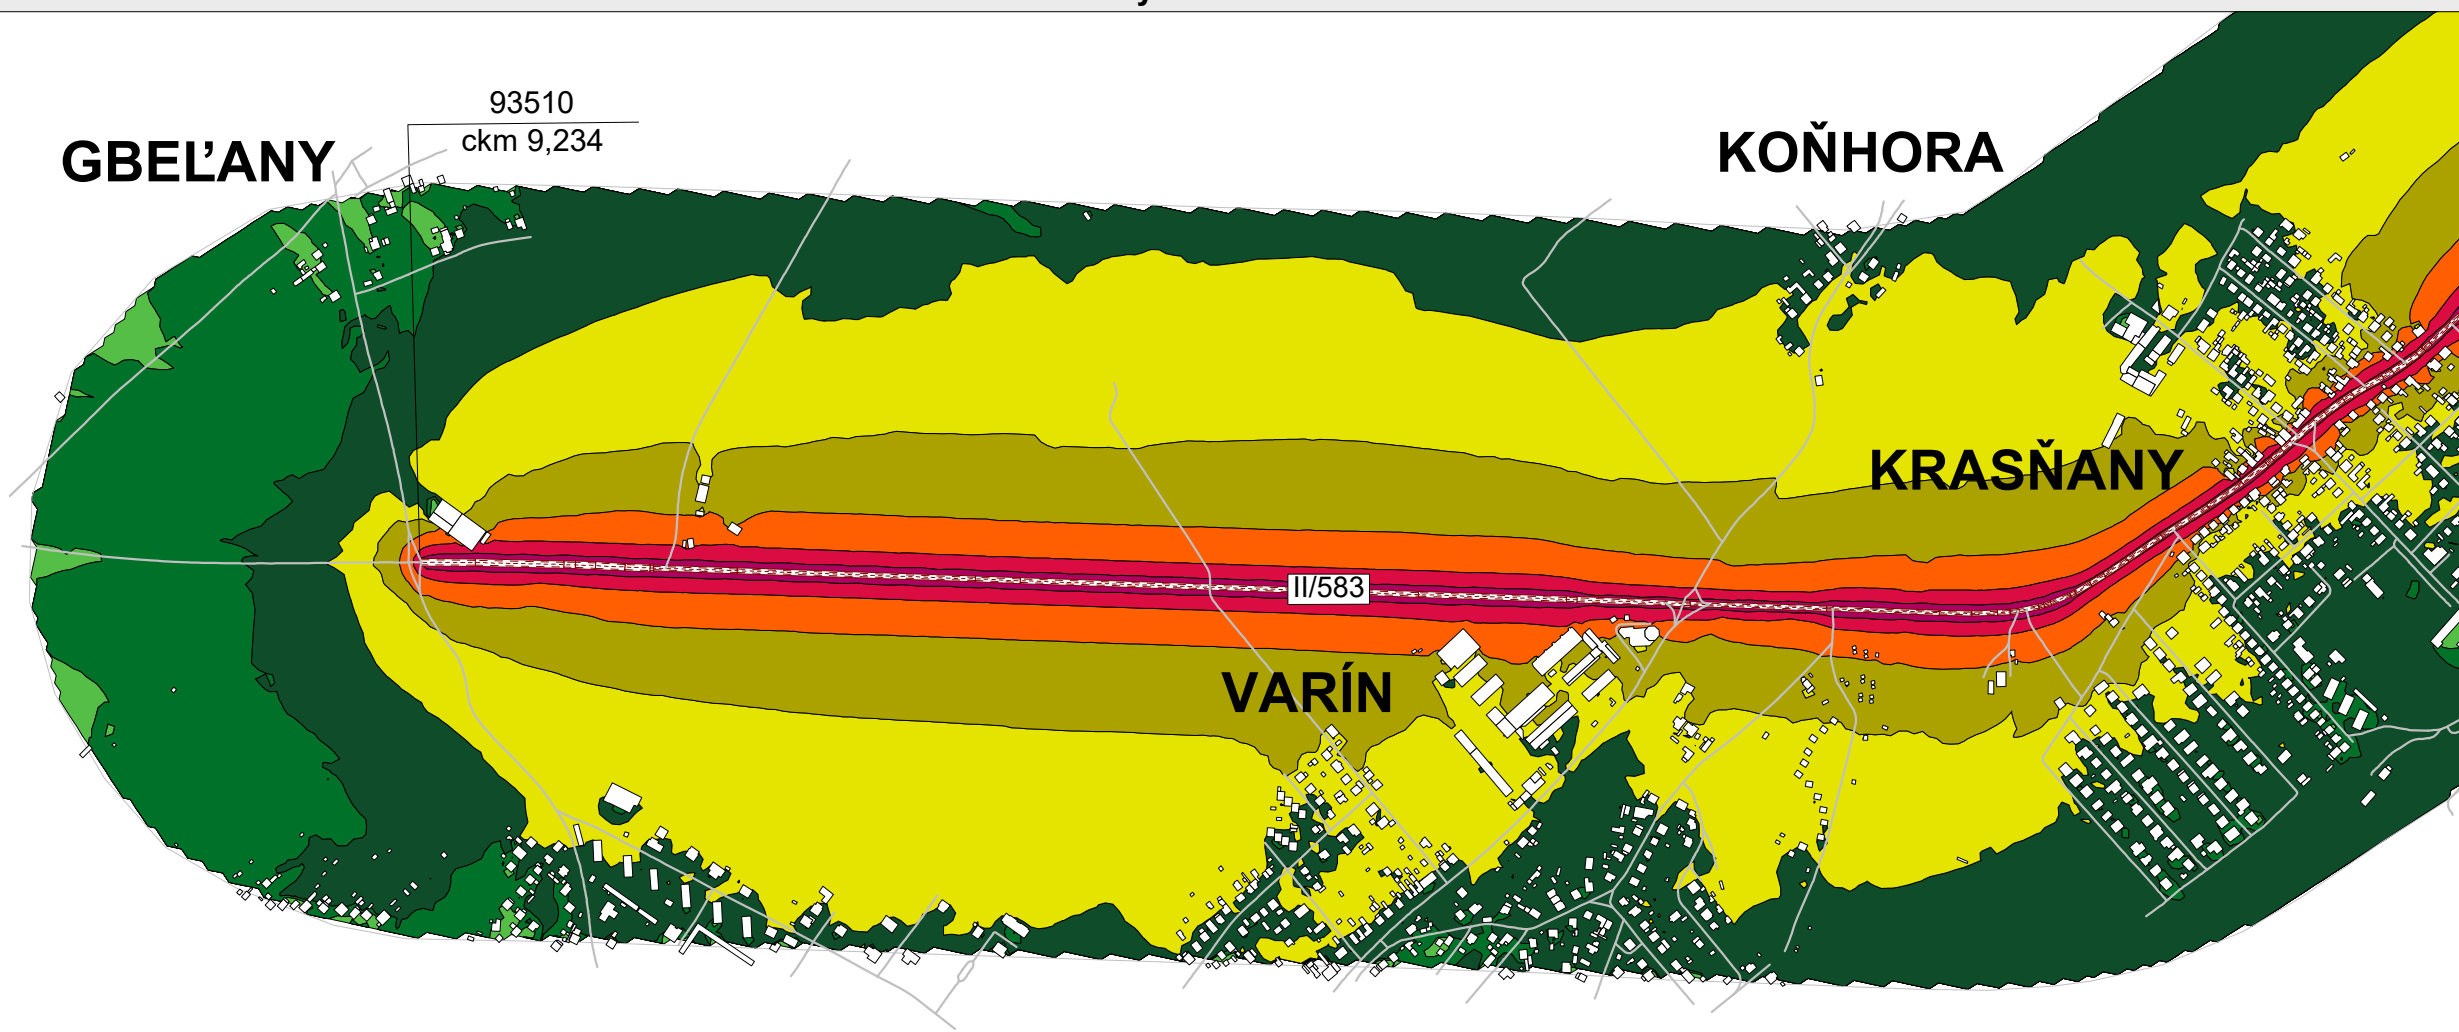 93510
ckm 9,234
GBEĽANY
KOŇHORA
KRASŇANY
II/583
VARÍN